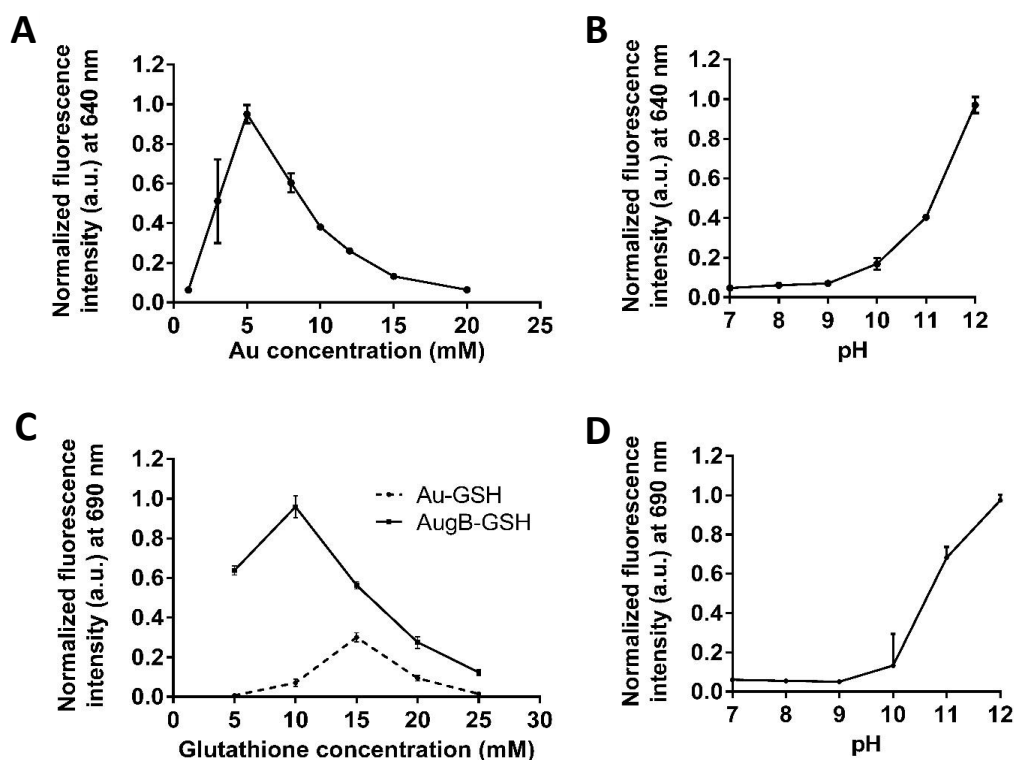 A
Normalized fluorescence
intensity (a.u.) at 640 nm
1.2
1.0
0.8
0.6
0.4
0.2
0.0
0 5 10 15 20 25
Au concentration (mM)
B
Normalized fluorescence
intensity (a.u.) at 640 nm
1.2
1.0
0.8
0.6
0.4
0.2
0.0
7 8 9 10 11 12
pH
C
Normalized fluorescence
intensity (a.u.) at 690 nm
1.2
1.0
0.8
0.6
0.4
0.2
0.0
Au-GSH
AugB-GSH
0 5 10 15 20 25 30
Glutathione concentration (mM)
D
Normalized fluorescence
intensity (a.u.) at 690 nm
1.2
1.0
0.8
0.6
0.4
0.2
0.0
7 8 9 10 11 12
pH